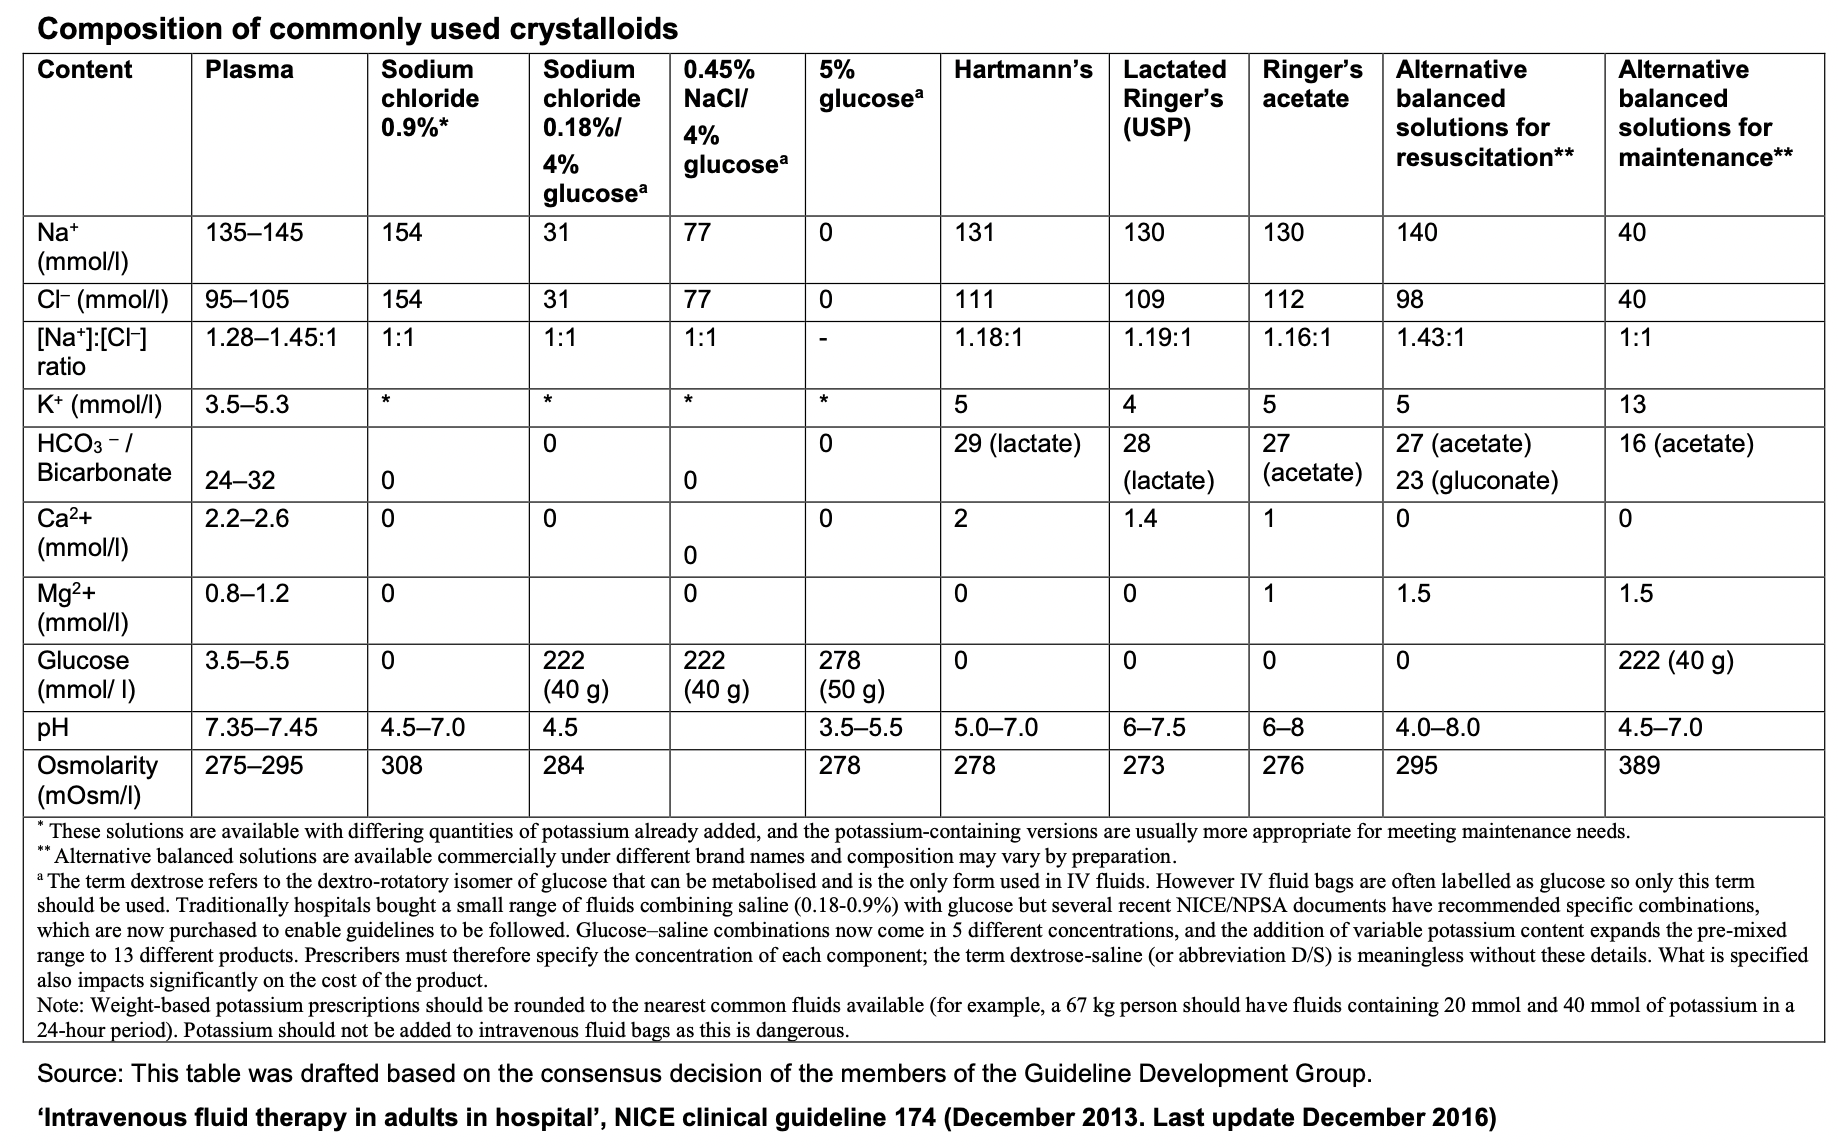 Composition of commonly used crystalloids
Content Plasma Sodium chloride 0.9%* Sodium chloride 0.18%/ 4% glucoseᵃ 0.45% NaCl/ 4% glucoseᵃ 5% glucoseᵃ Hartmann’s Lactated Ringer’s (USP) Ringer’s acetate Alternative balanced solutions for resuscitation** Alternative balanced solutions for maintenance**
Na⁺ (mmol/l) 135–145 154 31 77 0 131 130 130 140 40
Cl⁻ (mmol/l) 95–105 154 31 77 0 111 109 112 98 40
[Na⁺]:[Cl⁻] ratio 1.28–1.45:1 1:1 1:1 1:1 - 1.18:1 1.19:1 1.16:1 1.43:1 1:1
K⁺ (mmol/l) 3.5–5.3 * * * * 5 4 5 5 13
HCO₃ ⁻ / Bicarbonate 24–32 0 0 0 0 29 (lactate) 28 (lactate) 27 (acetate) 27 (acetate) 23 (gluconate) 16 (acetate)
Ca²+ (mmol/l) 2.2–2.6 0 0 0 0 2 1.4 1 0 0
Mg²+ (mmol/l) 0.8–1.2 0 0 0 0 1 1.5 1.5
Glucose (mmol/ l) 3.5–5.5 0 222 (40 g) 222 (40 g) 278 (50 g) 0 0 0 0 222 (40 g)
pH 7.35–7.45 4.5–7.0 4.5 3.5–5.5 5.0–7.0 6–7.5 6–8 4.0–8.0 4.5–7.0
Osmolarity (mOsm/l) 275–295 308 284 278 278 273 276 295 389
* These solutions are available with differing quantities of potassium already added, and the potassium-containing versions are usually more appropriate for meeting maintenance needs.
** Alternative balanced solutions are available commercially under different brand names and composition may vary by preparation.
ᵃ The term dextrose refers to the dextro-rotatory isomer of glucose that can be metabolised and is the only form used in IV fluids. However IV fluid bags are often labelled as glucose so only this term
should be used. Traditionally hospitals bought a small range of fluids combining saline (0.18-0.9%) with glucose but several recent NICE/NPSA documents have recommended specific combinations,
which are now purchased to enable guidelines to be followed. Glucose–saline combinations now come in 5 different concentrations, and the addition of variable potassium content expands the pre-mixed
range to 13 different products. Prescribers must therefore specify the concentration of each component; the term dextrose-saline (or abbreviation D/S) is meaningless without these details. What is specified
also impacts significantly on the cost of the product.
Note: Weight-based potassium prescriptions should be rounded to the nearest common fluids available (for example, a 67 kg person should have fluids containing 20 mmol and 40 mmol of potassium in a
24-hour period). Potassium should not be added to intravenous fluid bags as this is dangerous.
Source: This table was drafted based on the consensus decision of the members of the Guideline Development Group.
‘Intravenous fluid therapy in adults in hospital’, NICE clinical guideline 174 (December 2013. Last update December 2016)